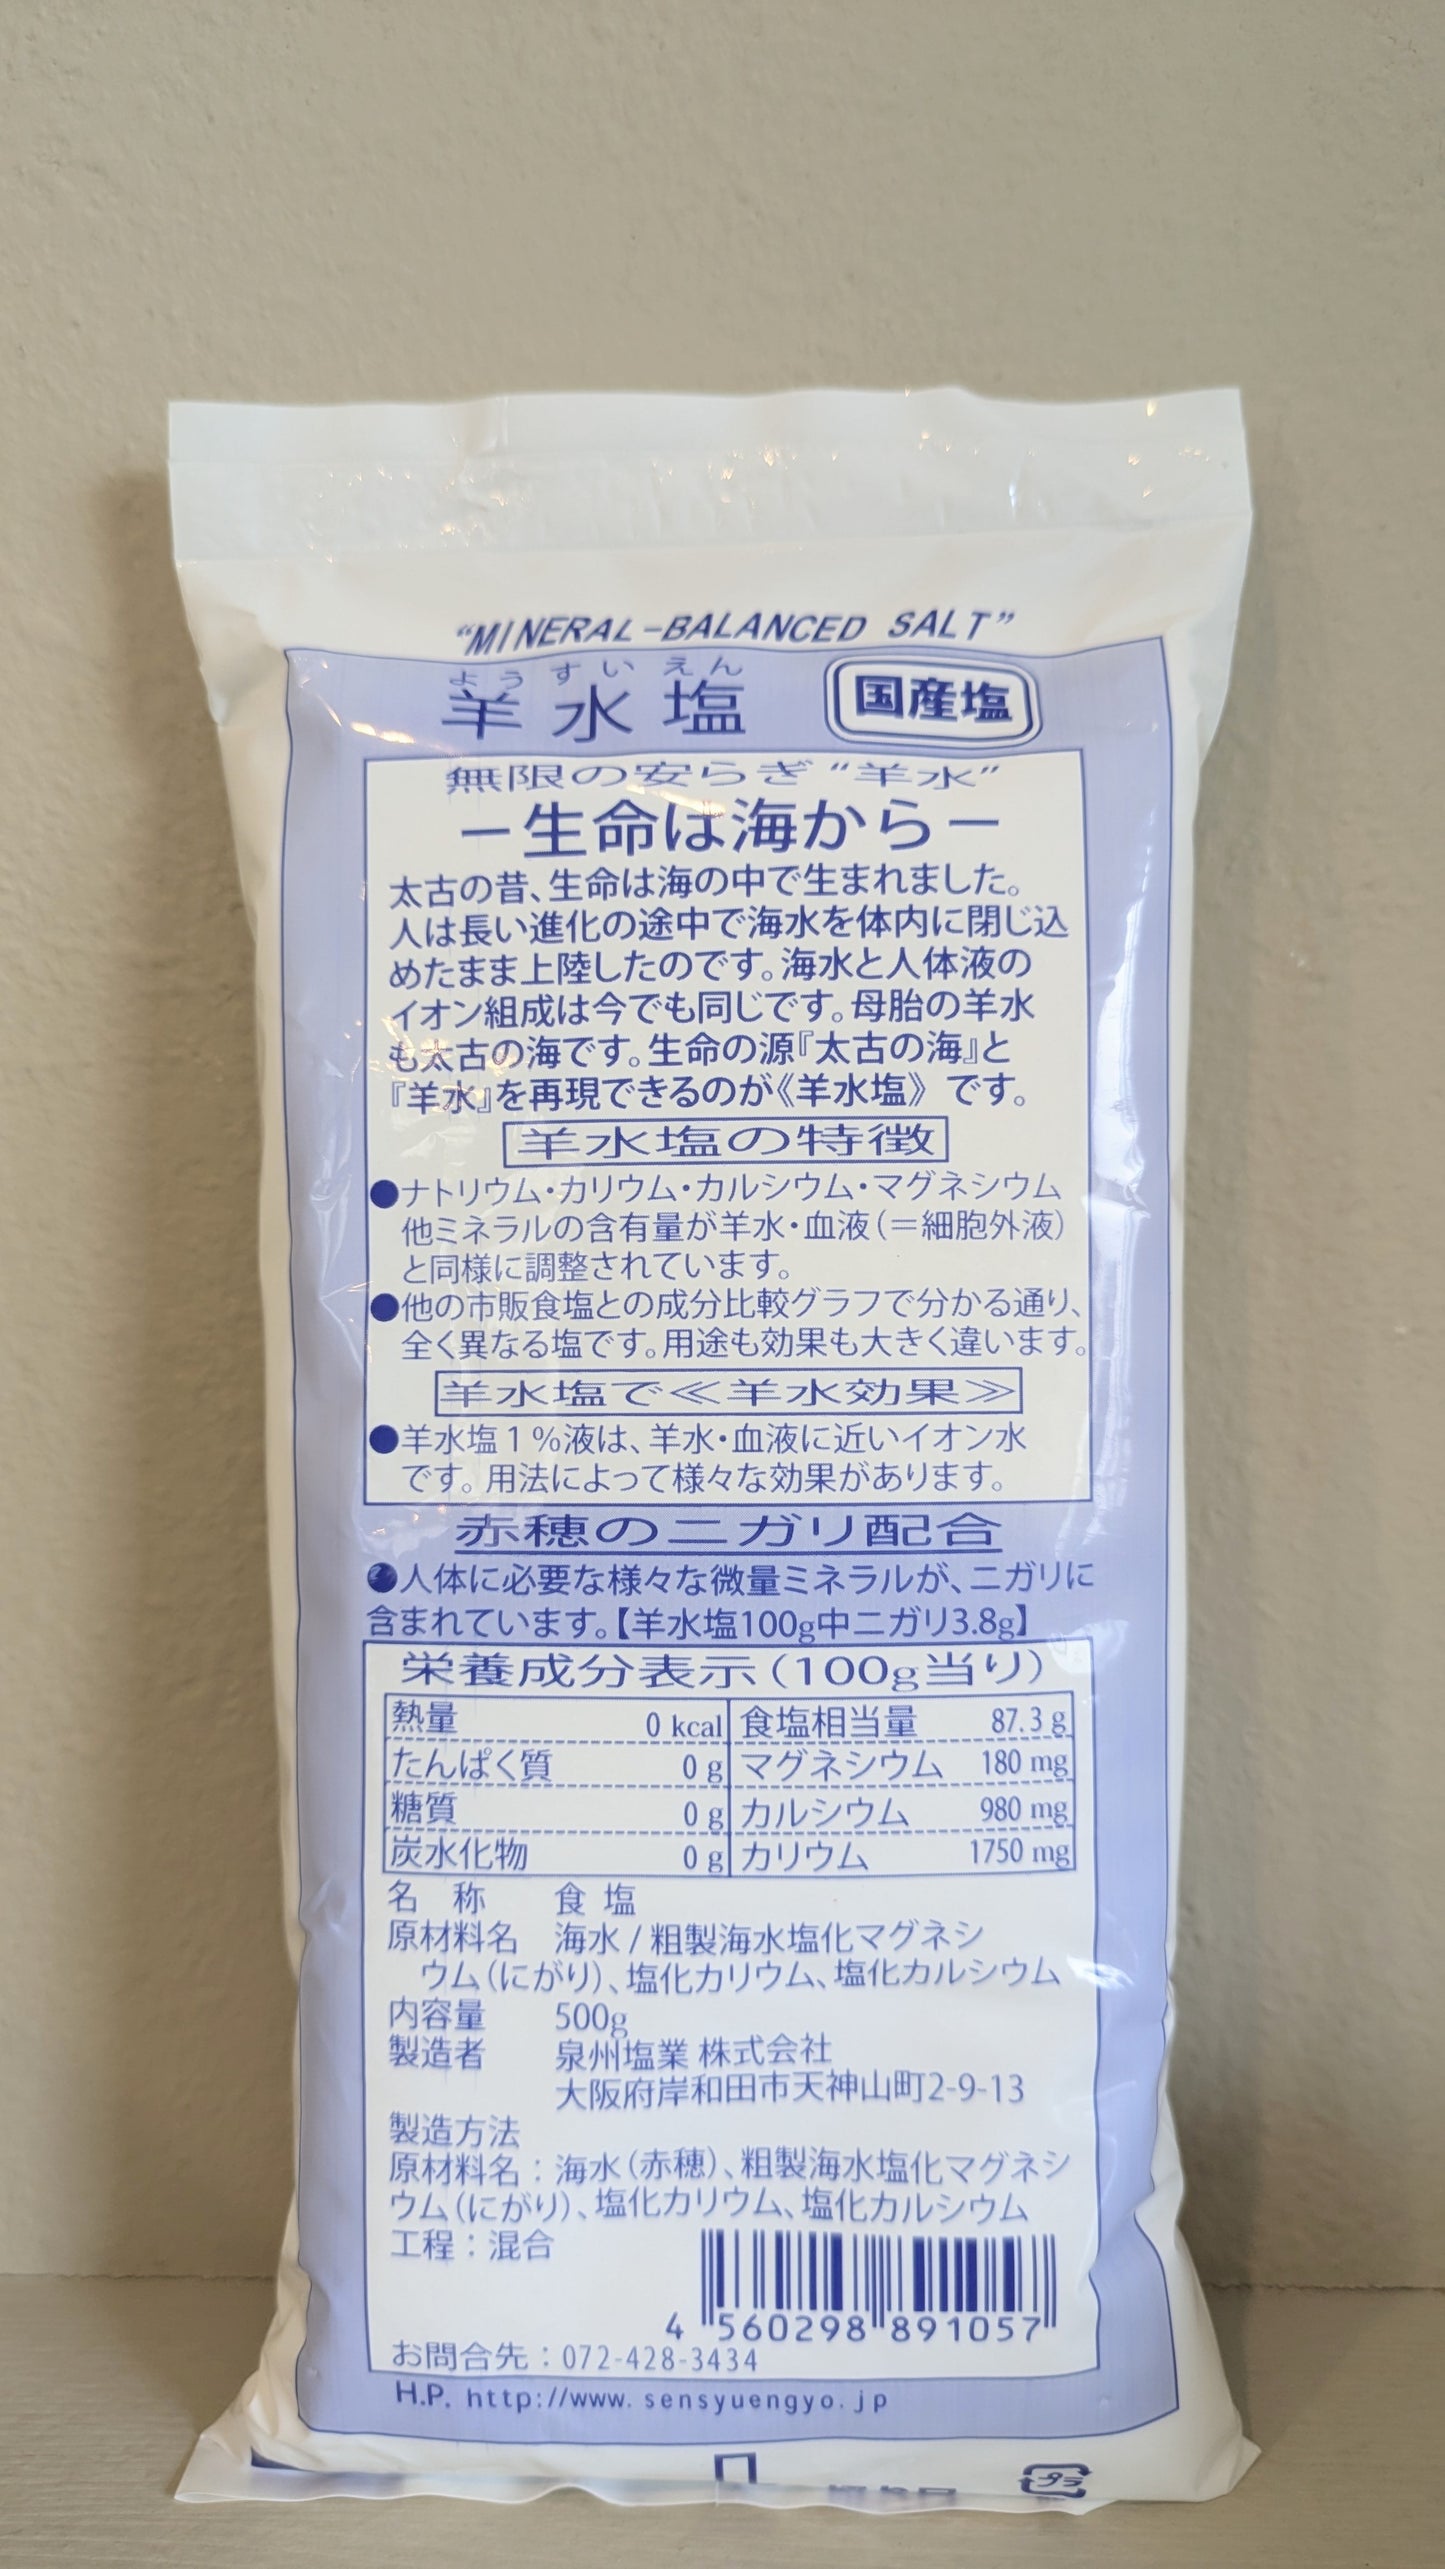 “MINERAL-BALANCED SALT”
ようすいえん
羊水塩
国産塩
無限の安らぎ“羊水”
ー生命は海からー
太古の昔、生命は海の中で生まれました。
人は長い進化の途中で海水を体内に閉じ込
めたまま上陸したのです。海水と人体液の
イオン組成は今でも同じです。母胎の羊水
も太古の海です。生命の源『太古の海』と
『羊水』を再現できるのが《羊水塩》です。
羊水塩の特徴
●ナトリウム・カリウム・カルシウム・マグネシウム
他ミネラルの含有量が羊水・血液(＝細胞外液)
と同様に調整されています。
●他の市販食塩との成分比較グラフで分かる通り、
全く異なる塩です。用途も効果も大きく違います。
羊水塩で≪羊水効果≫
●羊水塩1%液は、羊水・血液に近いイオン水
です。用法によって様々な効果があります。
赤穂のニガリ配合
●人体に必要な様々な微量ミネラルが、ニガリに
含まれています。【羊水塩100g中ニガリ3.8g】
栄養成分表示(100g当り)
熱量 0 kcal 食塩相当量 87.3 g
たんぱく質 0 g マグネシウム 180 mg
糖質 0 g カルシウム 980 mg
炭水化物 0 g カリウム 1750 mg
名 称 食 塩
原材料名 海水 / 粗製海水塩化マグネシ
ウム(にがり)、塩化カリウム、塩化カルシウム
内容量 500g
製造者 泉州塩業 株式会社
大阪府岸和田市天神山町2-9-13
製造方法
原材料名：海水(赤穂)、粗製海水塩化マグネシ
ウム(にがり)、塩化カリウム、塩化カルシウム
工程：混合
4 560298 891057
お問合先：072-428-3434
H.P. http://www.sensyuengyo.jp
プラ